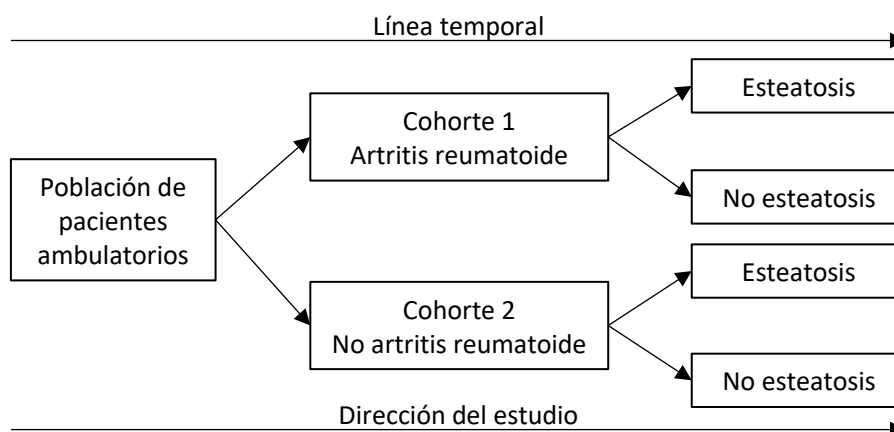 Línea temporal
Esteatosis
Cohorte 1
Artritis reumatoide
Población de
pacientes
ambulatorios
No esteatosis
Esteatosis
Cohorte 2
No artritis reumatoide
No esteatosis
Dirección del estudio